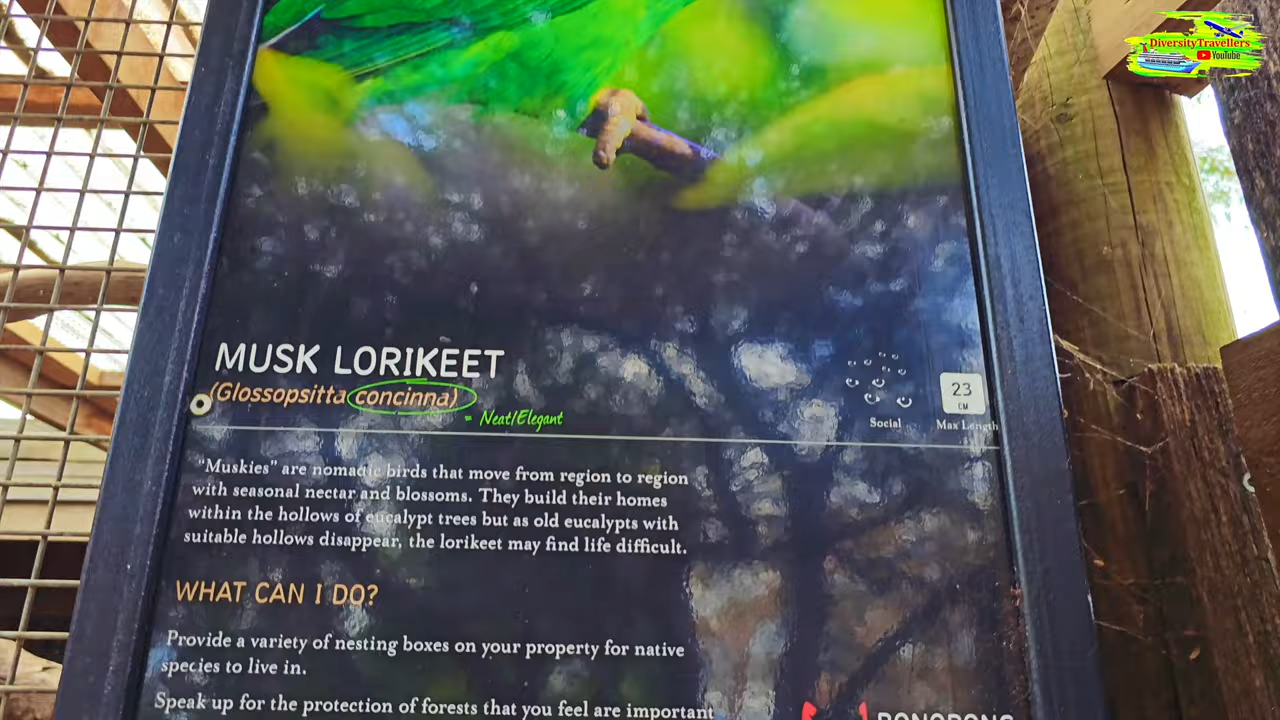 DiversityTravellers
YouTube
MUSK LORIKEET
(Glossopsitta concinna)
= Neat/Elegant
23
CM
Social
Max Length
"Muskies" are nomadic birds that move from region to region
with seasonal nectar and blossoms. They build their homes
within the hollows of eucalypt trees but as old eucalypts with
suitable hollows disappear, the lorikeet may find life difficult.
WHAT CAN I DO?
Provide a variety of nesting boxes on your property for native
species to live in.
Speak up for the protection of forests that you feel are important
BONORONG